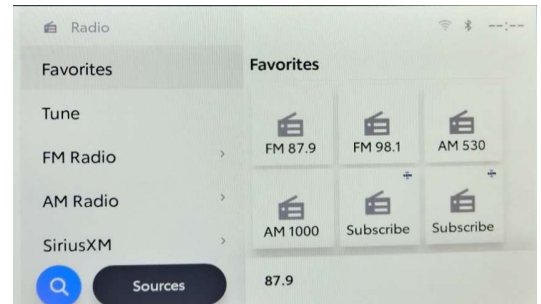 Radio
--:--
Favorites
Tune
FM Radio
AM Radio
SiriusXM
Sources
Favorites
FM 87.9
FM 98.1
AM 530
AM 1000
Subscribe
Subscribe
87.9